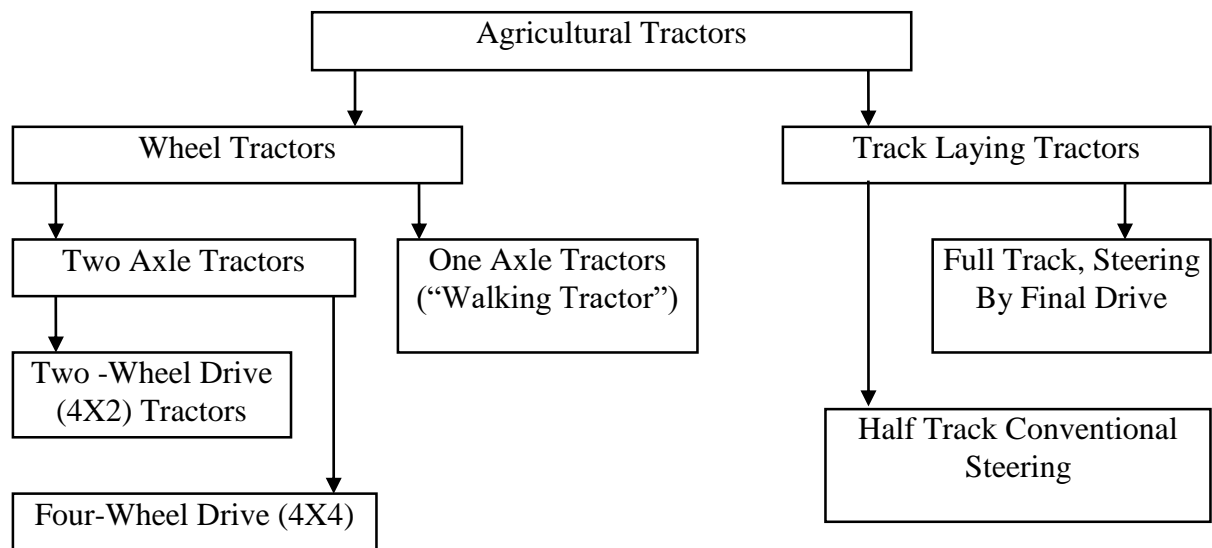 Agricultural Tractors
Wheel Tractors
Track Laying Tractors
Two Axle Tractors
One Axle Tractors
(“Walking Tractor”)
Full Track, Steering
By Final Drive
Two -Wheel Drive
(4X2) Tractors
Half Track Conventional
Steering
Four-Wheel Drive (4X4)